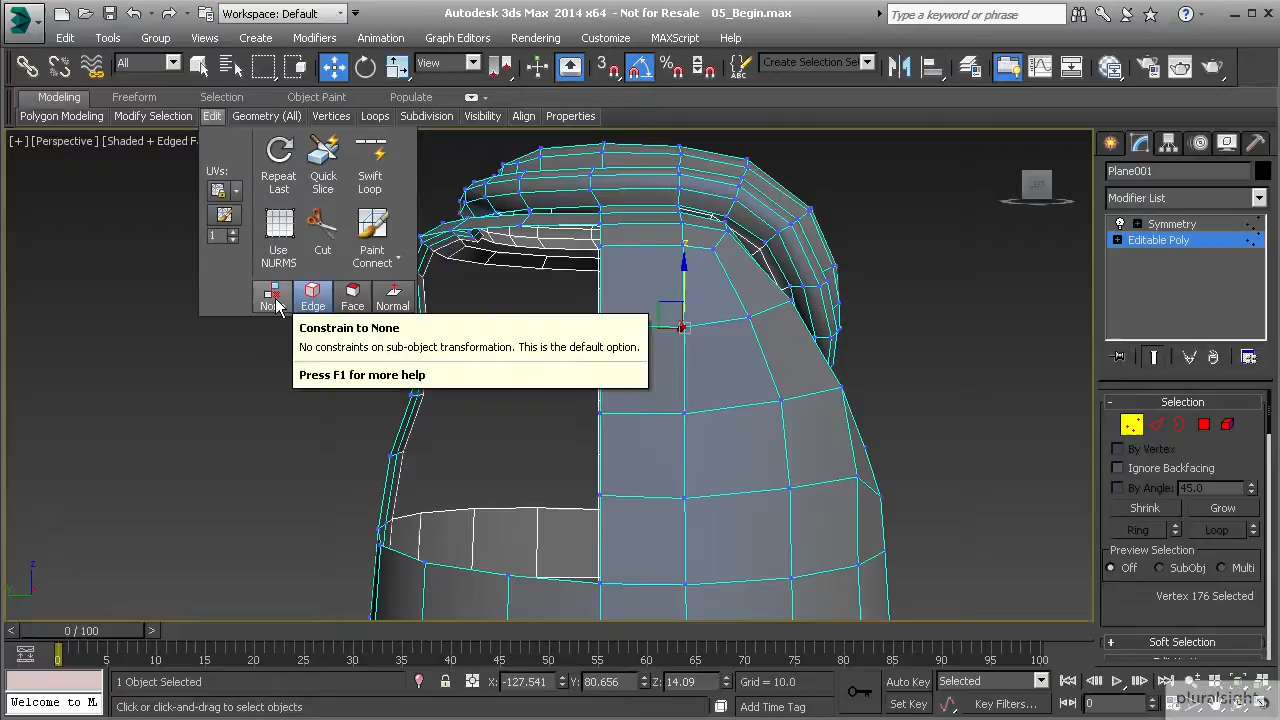 Workspace: Default
Autodesk 3ds Max 2014 x64 - Not for Resale 05_Begin.max
Type a keyword or phrase
Edit Tools Group Views Create Modifiers Animation Graph Editors Rendering Customize MAXScript Help
All
View
3
Create Selection Se
Modeling Freeform Selection Object Paint Populate
Polygon Modeling Modify Selection Edit Geometry (All) Vertices Loops Subdivision Visibility Align Properties
[+] [Perspective] [Shaded + Edged Fa
UVs:
1
Repeat Last
Quick Slice
Swift Loop
Use NURMS
Cut
Paint Connect
Edge Face Normal
Constrain to None
No constraints on sub-object transformation. This is the default option.
Press F1 for more help
LEFT
z
z
y
Plane001
Modifier List
Symmetry
Editable Poly
Selection
By Vertex
Ignore Backfacing
By Angle: 45.0
Shrink Grow
Ring Loop
Preview Selection
Off SubObj Multi
Vertex 176 Selected
Soft Selection
0 / 100
0 5 10 15 20 25 30 35 40 45 50 55 60 65 70 75 80 85 90 95 100
1 Object Selected
X: -127.541 Y: 80.656 Z: 14.09 Grid = 10.0
Auto Key Selected
Welcome to M
Click or click-and-drag to select objects
Add Time Tag
Set Key Key Filters...
0
pluralsight